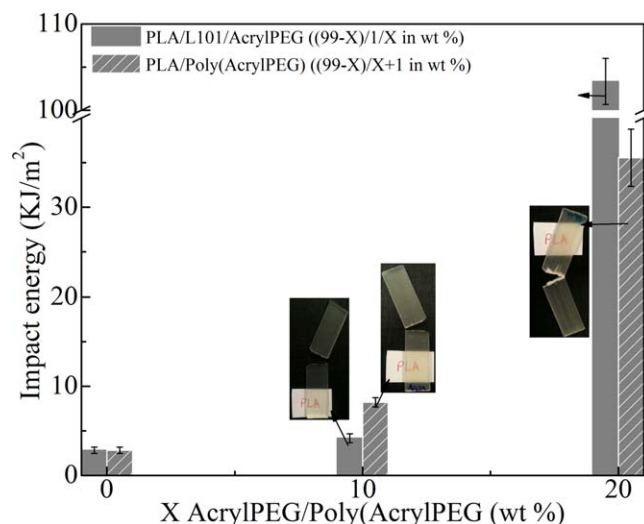 110
PLA/L101/AcrylPEG ((99-X)/1/X in wt %)
PLA/Poly(AcrylPEG) ((99-X)/X+1 in wt %)
100
Impact energy (KJ/m²)
30
20
10
0
PLA
PLA
PLA
0
10
20
X AcrylPEG/Poly(AcrylPEG (wt %)